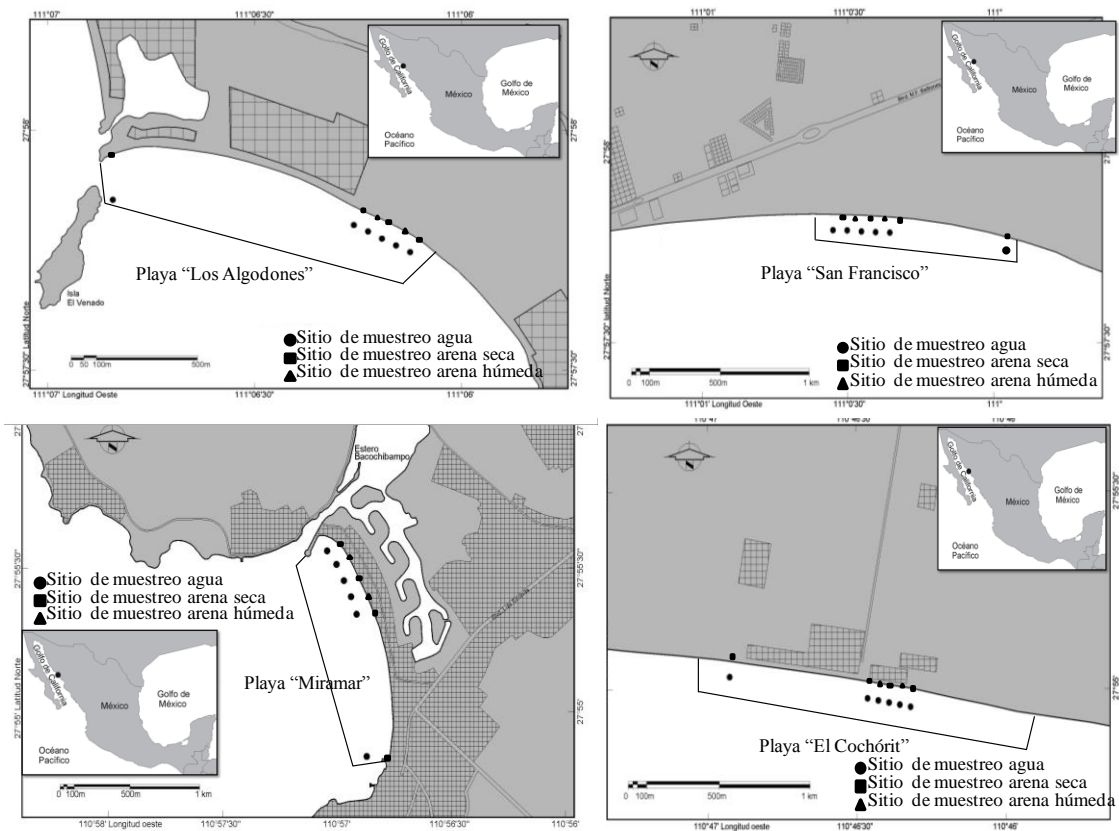 111°07' 111°06'30" 111°06'
27°58'
Golfo de California
México
Golfo de México
Océano Pacífico
Playa “Los Algodones”
Isla El Venado
Sitio de muestreo agua
Sitio de muestreo arena seca
Sitio de muestreo arena húmeda
0 50 100m 500m
27°57'30" Latitud Norte
27°57'30"
111°07' Longitud Oeste 111°06'30" 111°06'
111°01' 111°0'30" 111°
27°58'
Golfo de California
México
Golfo de México
Océano Pacífico
Playa “San Francisco”
Sitio de muestreo agua
Sitio de muestreo arena seca
Sitio de muestreo arena húmeda
0 100m 500m 1 km
27°57'30" latitud Norte
27°57'30"
111°01' Longitud Oeste 111°0'30" 111°
Estero Bacochibampo
27°55'30"
27°55'30"
Sitio de muestreo agua
Sitio de muestreo arena seca
Sitio de muestreo arena húmeda
Golfo de California
México
Golfo de México
Océano Pacífico
Playa “Miramar”
27°55' Latitud Norte
27°55'
0 100m 500m 1 km
110°58' Longitud oeste 110°57'30" 110°57' 110°56'30" 110°56'
110°47' 110°46'30" 110°46'
27°55'30"
Golfo de California
México
Golfo de México
Océano Pacífico
27°55'
Playa “El Cochórit”
Sitio de muestreo agua
Sitio de muestreo arena seca
Sitio de muestreo arena húmeda
0 100m 500m 1 km
110°47' Longitud oeste 110°46'30" 110°46'